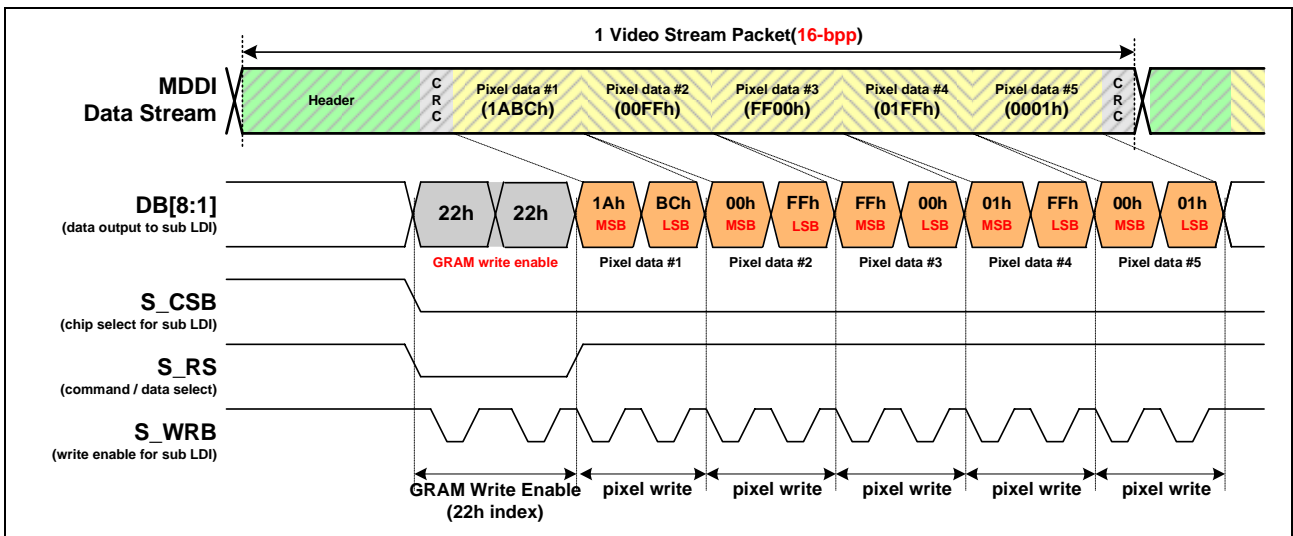 1 Video Stream Packet(16-bpp)
MDDI
Data Stream
Header
C
R
C
Pixel data #1
(1ABCh)
Pixel data #2
(00FFh)
Pixel data #3
(FF00h)
Pixel data #4
(01FFh)
Pixel data #5
(0001h)
C
R
C
DB[8:1]
(data output to sub LDI)
22h 22h
1Ah BCh 00h FFh FFh 00h 01h FFh 00h 01h
MSB LSB MSB LSB MSB LSB MSB LSB MSB LSB
GRAM write enable Pixel data #1 Pixel data #2 Pixel data #3 Pixel data #4 Pixel data #5
S_CSB
(chip select for sub LDI)
S_RS
(command / data select)
S_WRB
(write enable for sub LDI)
GRAM Write Enable
(22h index)
pixel write pixel write pixel write pixel write pixel write